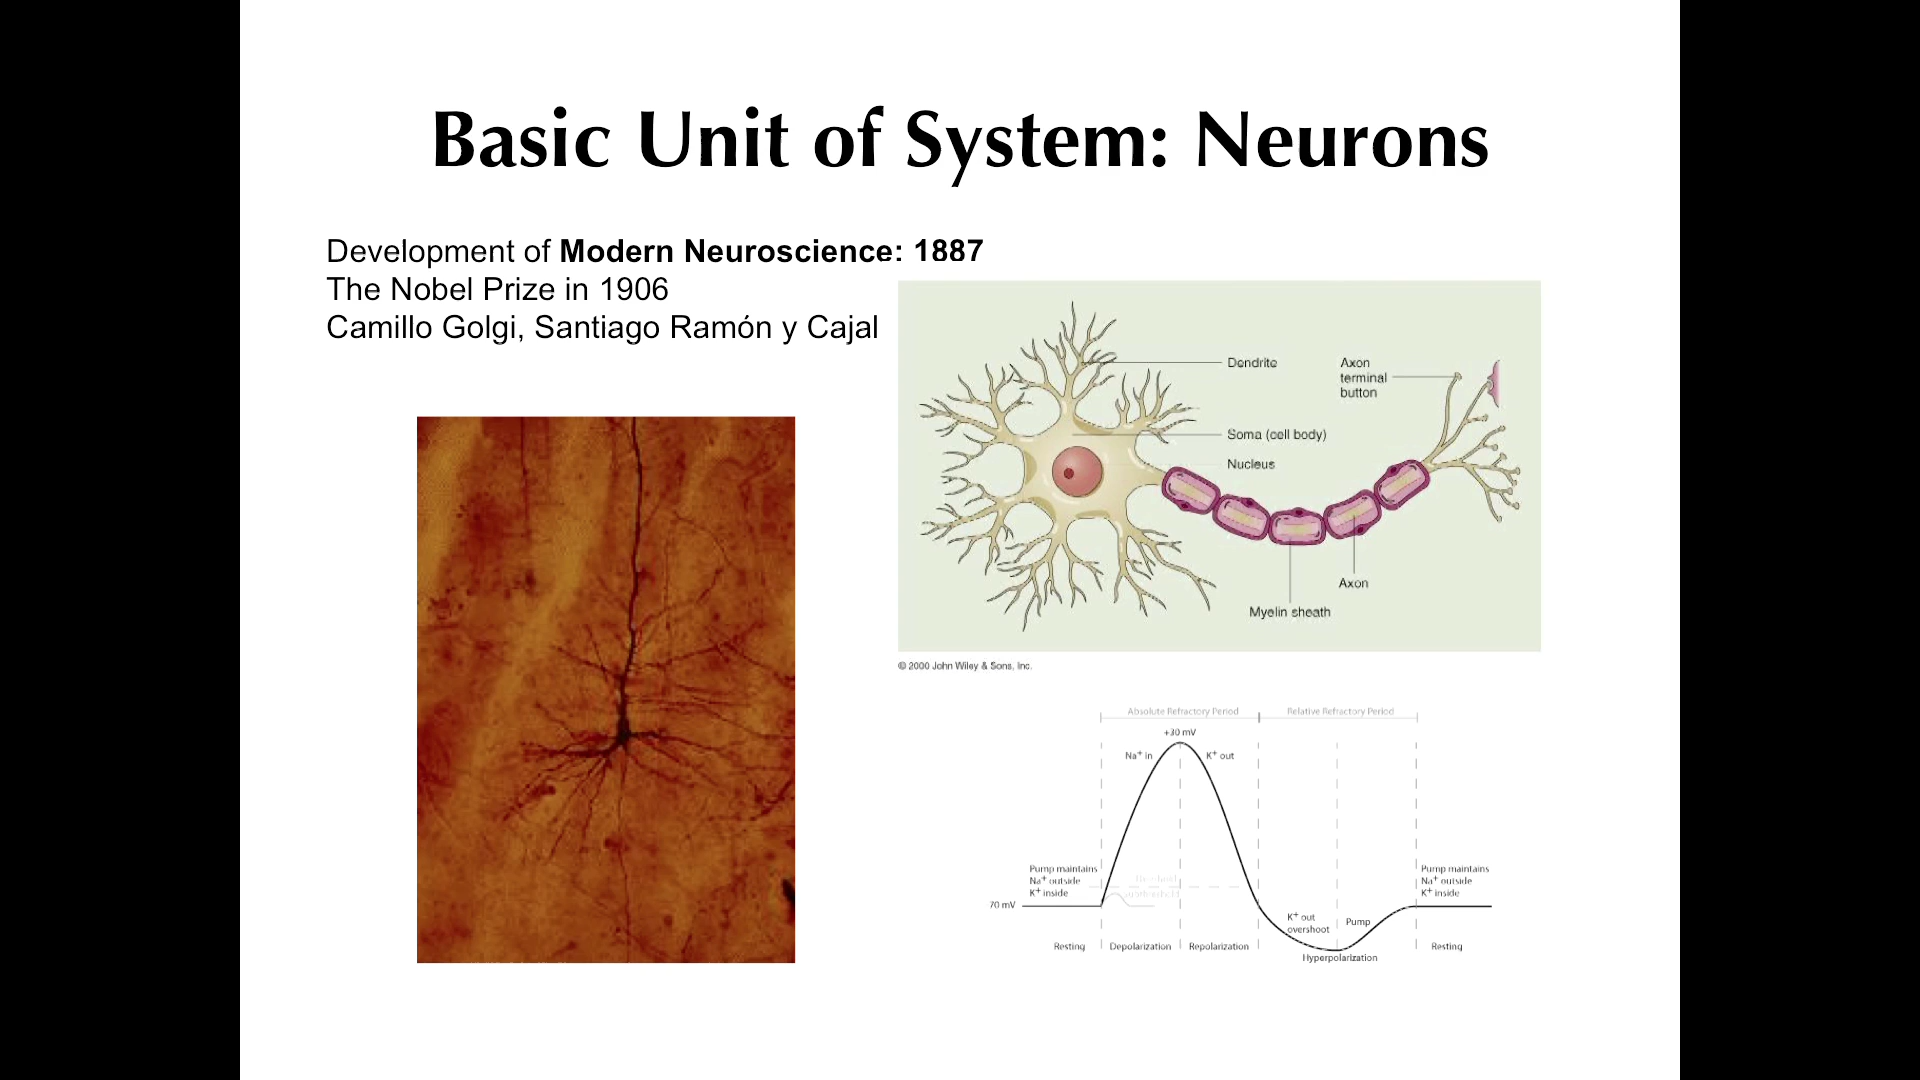 Basic Unit of System: Neurons
Development of Modern Neuroscience: 1887
The Nobel Prize in 1906
Camillo Golgi, Santiago Ramón y Cajal
Dendrite
Axon
terminal
button
Soma (cell body)
Nucleus
Axon
Myelin sheath
© 2000 John Wiley & Sons, Inc.
Absolute Refractory Period
Relative Refractory Period
+30 mV
Na+ in
K+ out
Pump maintains
Na+ outside
K+ inside
Pump maintains
Na+ outside
K+ inside
70 mV
K+ out
overshoot
Pump
Resting
Depolarization
Repolarization
Hyperpolarization
Resting